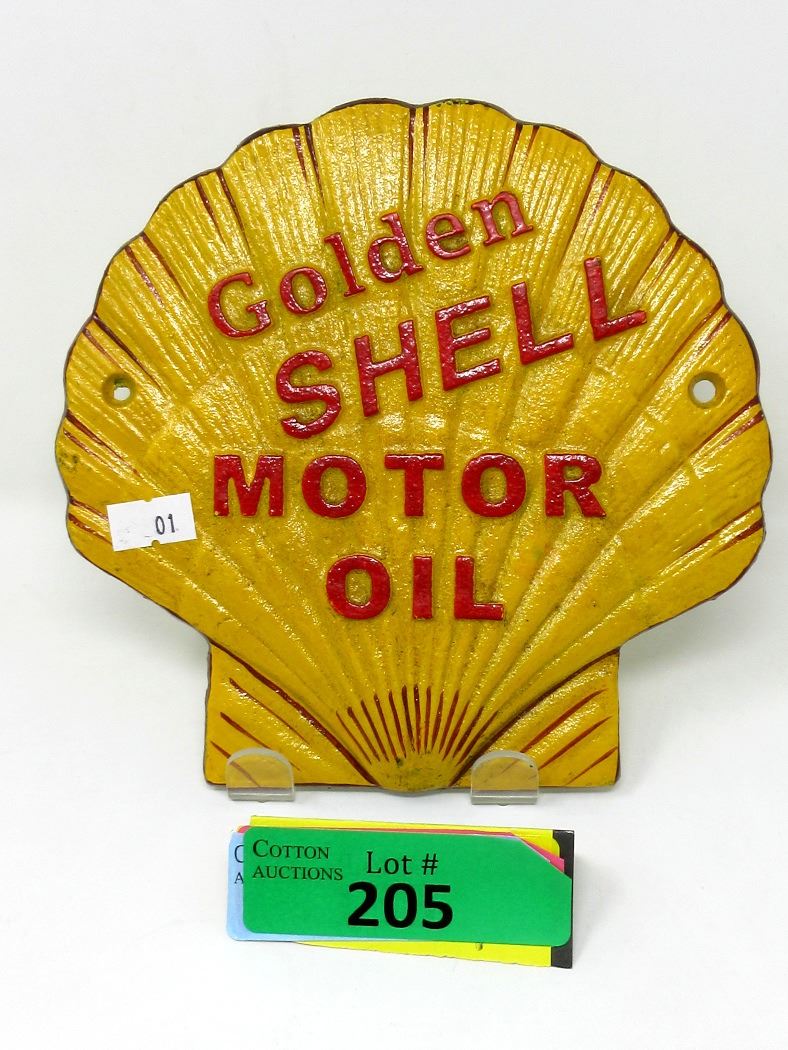 Golden
SHELL
MOTOR
OIL
01
COTTON
AUCTIONS
Lot #
205